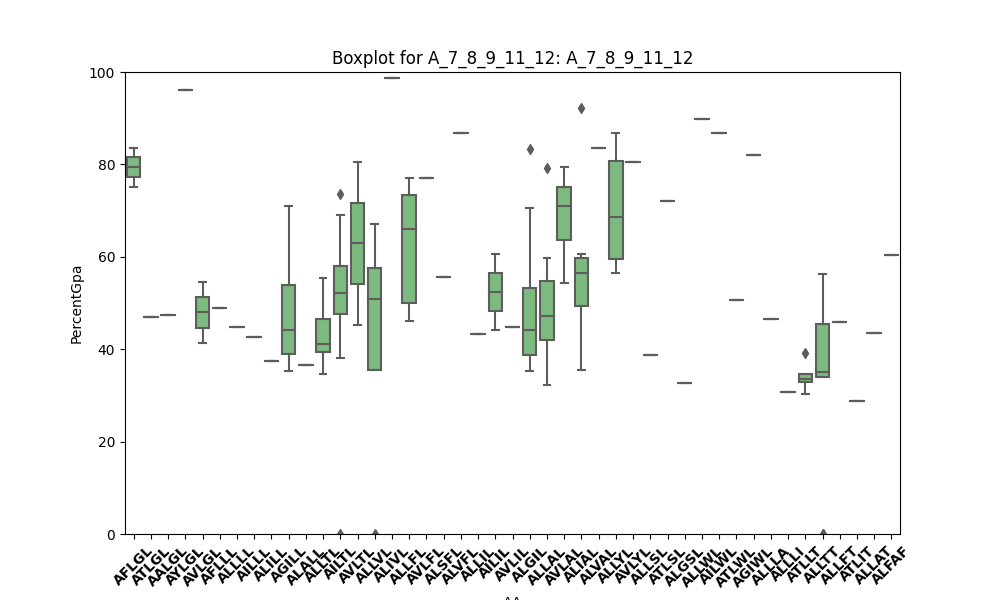 Boxplot for A_7_8_9_11_12: A_7_8_9_11_12
PercentGpa
100
80
60
40
20
0
AFLGL
ATLGL
AALGL
AYLGL
AVLGL
AFLLL
ALLLL
AILLL
ALILL
AGILL
ALALL
ALLTL
AILTL
AVLTL
ALLVL
ALIVL
ALLFL
AVLFL
ALSFL
ALVFL
ALLIL
AILIL
AVLIL
ALGIL
ALLAL
AVLAL
ALIAL
ALVAL
ALLYL
AVLYL
ALLSL
ATLSL
ALGSL
ALLWL
AILWL
ATLWL
AGIWL
ALLLA
ALLLI
ATLLT
ALLTT
ALLFT
ATLIT
ALLAT
ALFAF